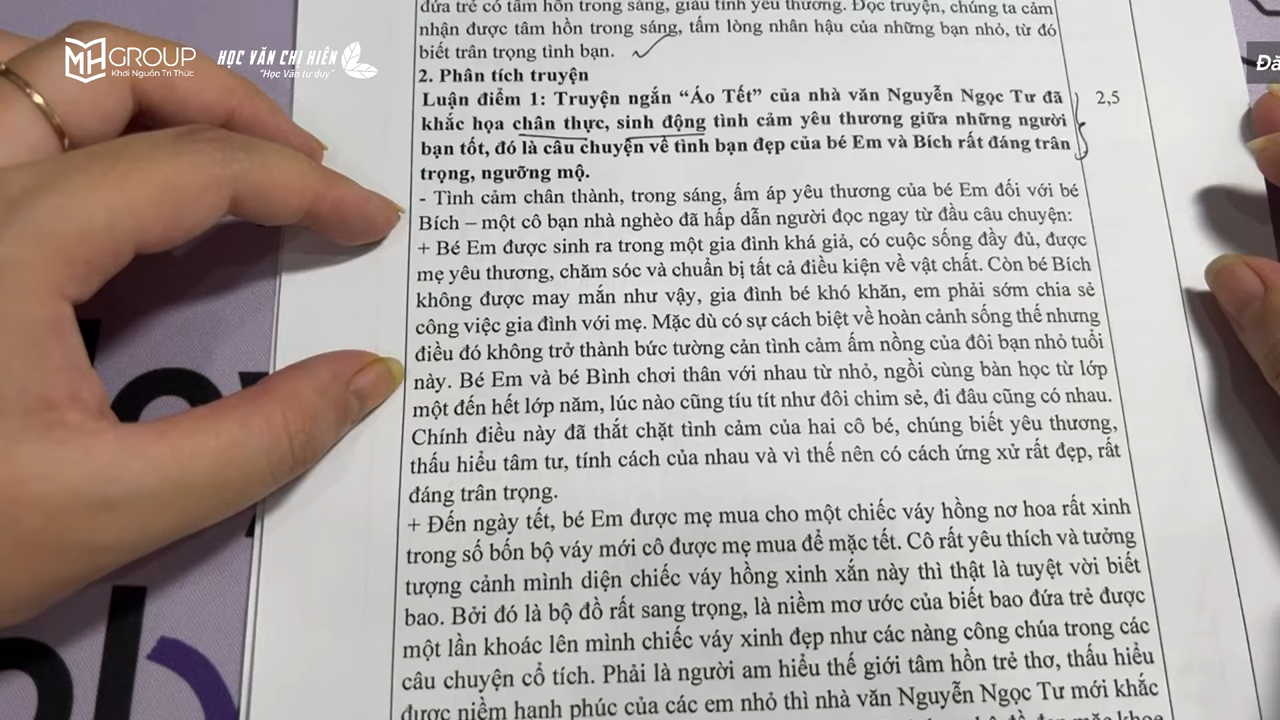 MH GROUP
Khơi Nguồn Tri Thức
HỌC VĂN CHỊ HIÊN
"Học Văn tư duy"
đứa trẻ có tâm hồn trong sáng, giàu tình yêu thương. Đọc truyện, chúng ta cảm
nhận được tâm hồn trong sáng, tấm lòng nhân hậu của những bạn nhỏ, từ đó
biết trân trọng tình bạn.
2. Phân tích truyện
Luận điểm 1: Truyện ngắn “Áo Tết” của nhà văn Nguyễn Ngọc Tư đã
khắc họa chân thực, sinh động tình cảm yêu thương giữa những người
bạn tốt, đó là câu chuyện về tình bạn đẹp của bé Em và Bích rất đáng trân
trọng, ngưỡng mộ.
2,5
- Tình cảm chân thành, trong sáng, ấm áp yêu thương của bé Em đối với bé
Bích – một cô bạn nhà nghèo đã hấp dẫn người đọc ngay từ đầu câu chuyện:
+ Bé Em được sinh ra trong một gia đình khá giả, có cuộc sống đầy đủ, được
mẹ yêu thương, chăm sóc và chuẩn bị tất cả điều kiện về vật chất. Còn bé Bích
không được may mắn như vậy, gia đình bé khó khăn, em phải sớm chia sẻ
công việc gia đình với mẹ. Mặc dù có sự cách biệt về hoàn cảnh sống thế nhưng
điều đó không trở thành bức tường cản tình cảm ấm nồng của đôi bạn nhỏ tuổi
này. Bé Em và bé Bình chơi thân với nhau từ nhỏ, ngồi cùng bàn học từ lớp
một đến hết lớp năm, lúc nào cũng tíu tít như đôi chim sẻ, đi đâu cũng có nhau.
Chính điều này đã thắt chặt tình cảm của hai cô bé, chúng biết yêu thương,
thấu hiểu tâm tư, tính cách của nhau và vì thế nên có cách ứng xử rất đẹp, rất
đáng trân trọng.
+ Đến ngày tết, bé Em được mẹ mua cho một chiếc váy hồng nơ hoa rất xinh
trong số bốn bộ váy mới cô được mẹ mua để mặc tết. Cô rất yêu thích và tưởng
tượng cảnh mình diện chiếc váy hồng xinh xắn này thì thật là tuyệt vời biết
bao. Bởi đó là bộ đồ rất sang trọng, là niềm mơ ước của biết bao đứa trẻ được
một lần khoác lên mình chiếc váy xinh đẹp như các nàng công chúa trong các
câu chuyện cổ tích. Phải là người am hiểu thế giới tâm hồn trẻ thơ, thấu hiểu
được niềm hạnh phúc của các em nhỏ thì nhà văn Nguyễn Ngọc Tư mới khắc